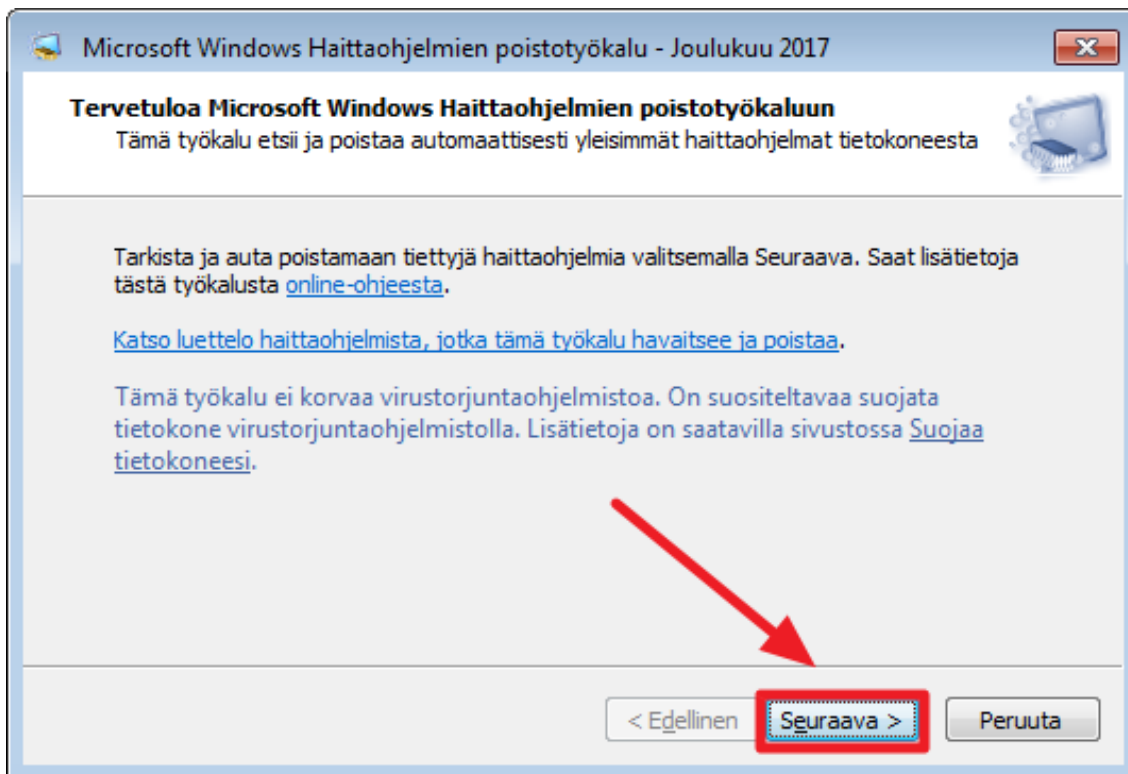 Microsoft Windows Haittaohjelmien poistotyökalu - Joulukuu 2017
Tervetuloa Microsoft Windows Haittaohjelmien poistotyökaluun
Tämä työkalu etsii ja poistaa automaattisesti yleisimmät haittaohjelmat tietokoneesta
Tarkista ja auta poistamaan tiettyjä haittaohjelmia valitsemalla Seuraava. Saat lisätietoja
tästä työkalusta online-ohjeesta.
Katso luettelo haittaohjelmista, jotka tämä työkalu havaitsee ja poistaa.
Tämä työkalu ei korvaa virustorjuntaohjelmistoa. On suositeltavaa suojata
tietokone virustorjuntaohjelmistolla. Lisätietoja on saatavilla sivustossa Suojaa
tietokoneesi.
< Edellinen Seuraava > Peruuta